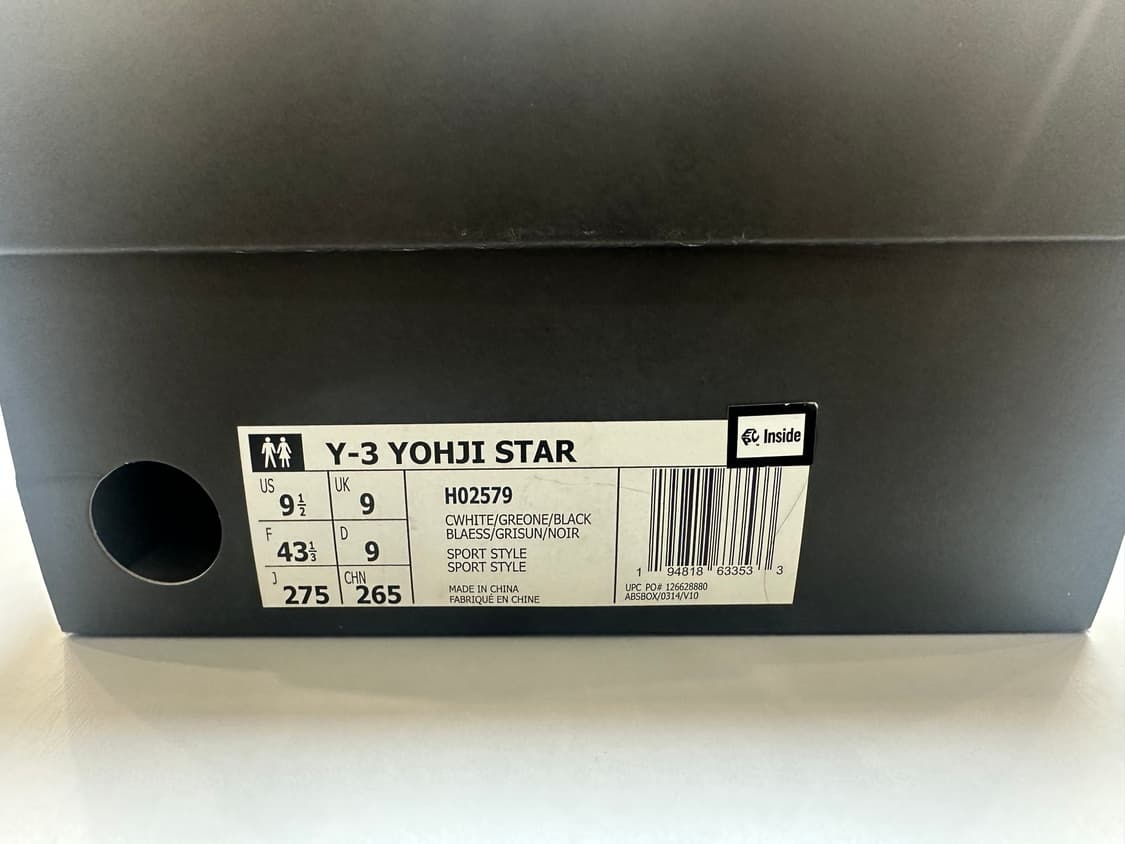 Y-3 YOHJI STAR
Inside
US 9½
UK 9
F 43⅓
D 9
J 275
CHN 265
H02579
CWHITE/GREONE/BLACK
BLAESS/GRISUN/NOIR
SPORT STYLE
SPORT STYLE
MADE IN CHINA
FABRIQUÉ EN CHINE
1 94818 63353 3
UPC PO# 126628880
ABSBOX/0314/V10